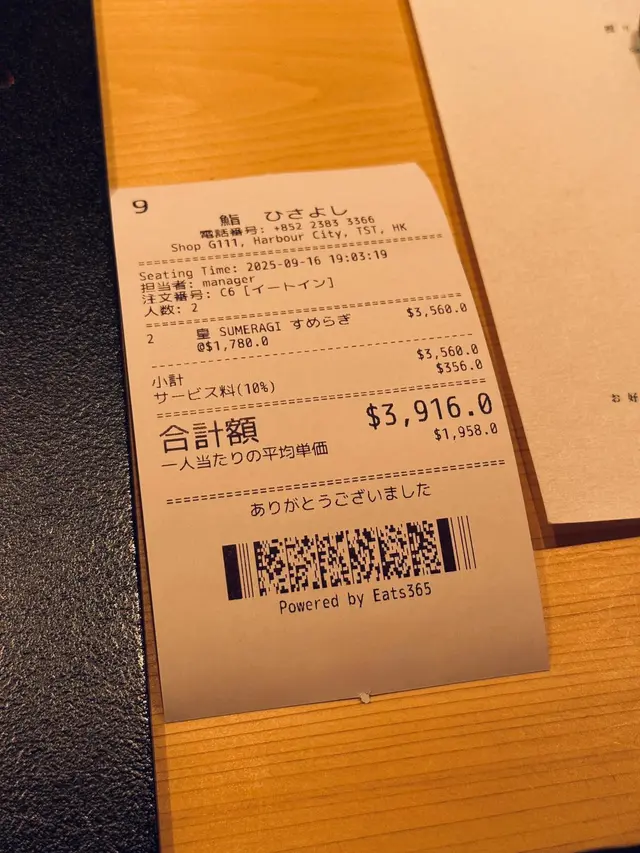 9
鮨 ひさよし
電話番号: +852 2383 3366
Shop G111, Harbour City, TST, HK
Seating Time: 2025-09-16 19:03:19
担当者: manager
注文番号: C6 [イートイン]
人数: 2
2 皇 SUMERAGI すめらぎ $3,560.0
@$1,780.0
小計 $3,560.0
サービス料(10%) $356.0
合計額 $3,916.0
一人当たりの平均単価 $1,958.0
ありがとうございました
Powered by Eats365
お好